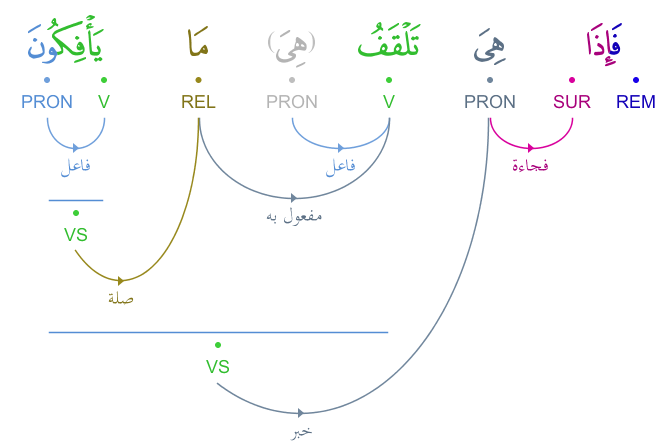 فَإِذَا هِىَ تَلْقَفُ (هِىَ) مَا يَأْفِكُونَ
REM SUR PRON V PRON REL V PRON
فجاءة فاعل فاعل
مفعول به
VS
صلة
VS
خبر